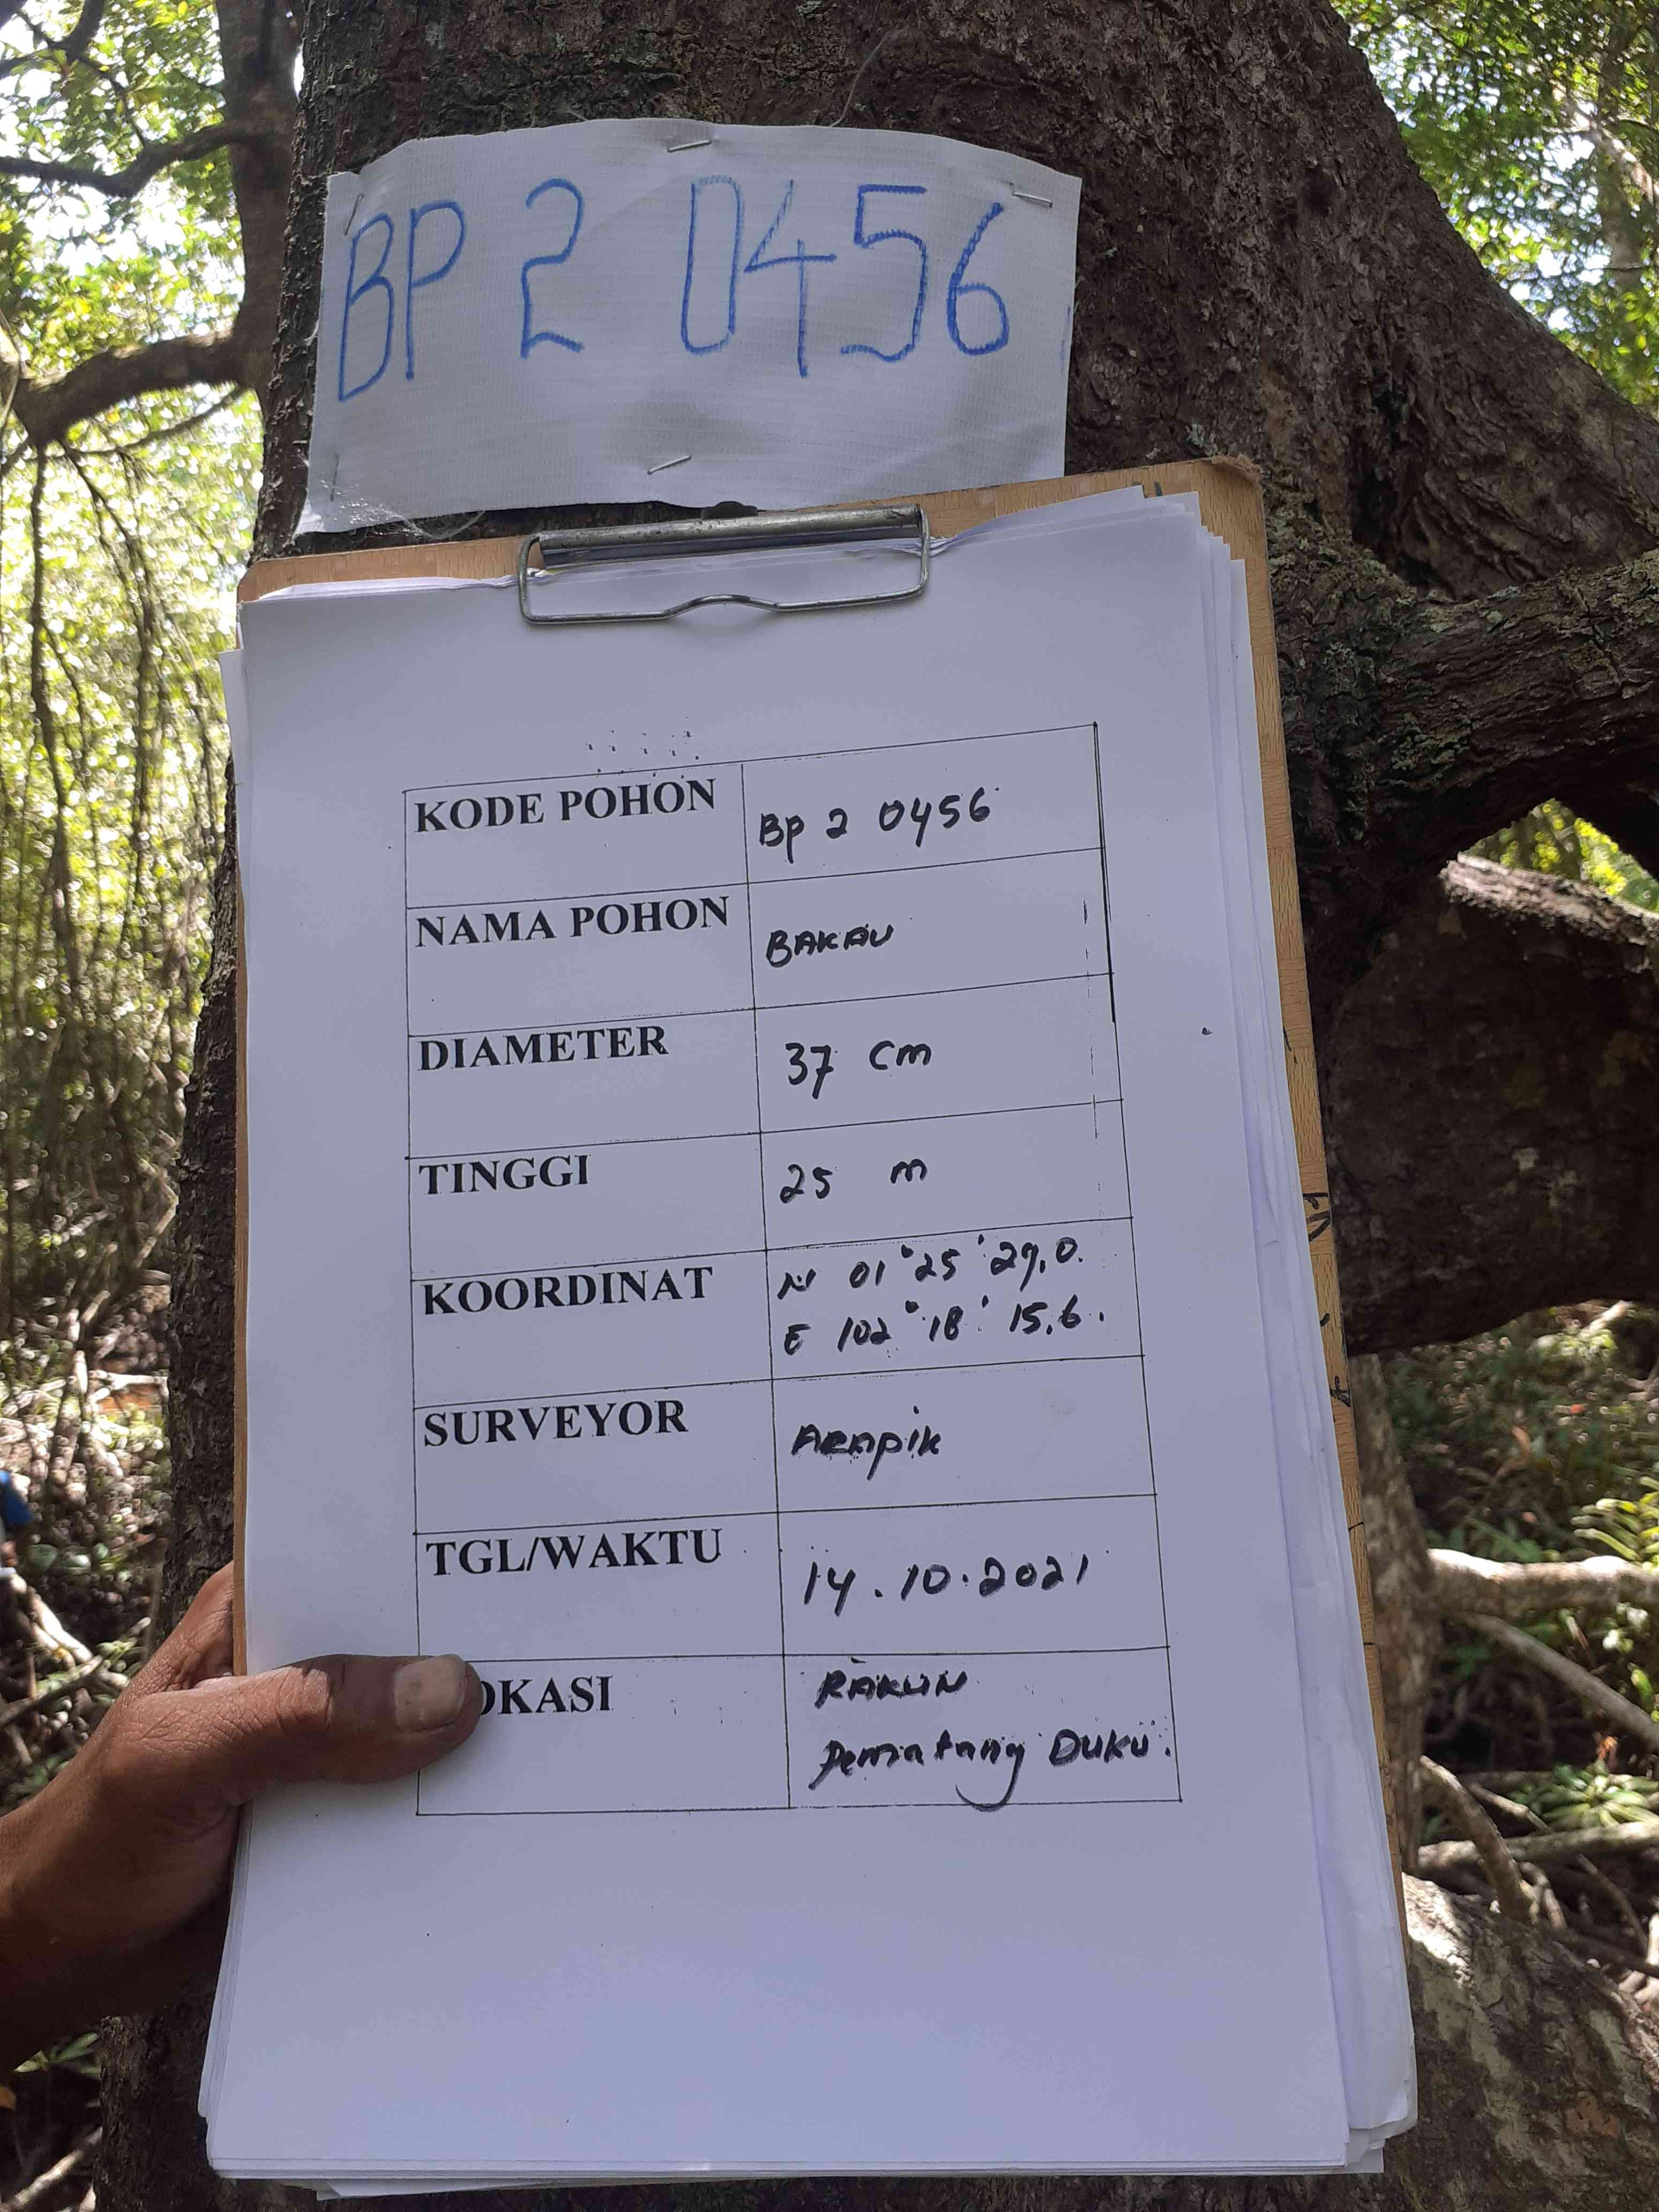 BP 2 0456
KODE POHON Bp 2 0456
NAMA POHON BAKAU
DIAMETER 37 cm
TINGGI 25 m
KOORDINAT N 01° 25' 29,0.
E 102° 18' 15,6.
SURVEYOR Arapik
TGL/WAKTU 14.10.2021
OKASI RAKUN
Pematang Duku.